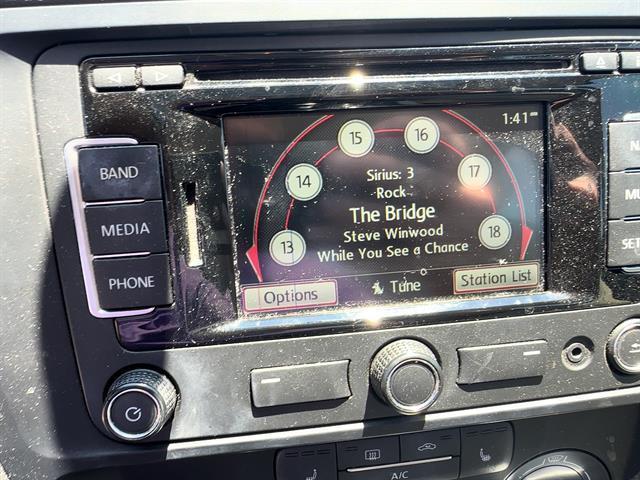 1:41
15
16
14
17
13
18
Sirius: 3
Rock
The Bridge
Steve Winwood
While You See a Chance
Options
Tune
Station List
BAND
MEDIA
PHONE
A/C